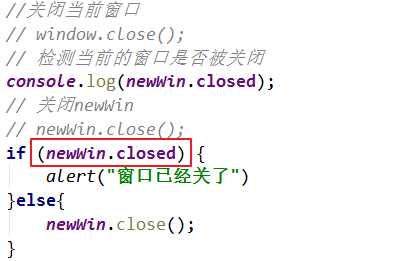 //关闭当前窗口
// window.close();
// 检测当前的窗口是否被关闭
console.log(newWin.closed);
// 关闭newWin
// newWin.close();
if (newWin.closed) {
    alert("窗口已经关了")
}else{
    newWin.close();
}